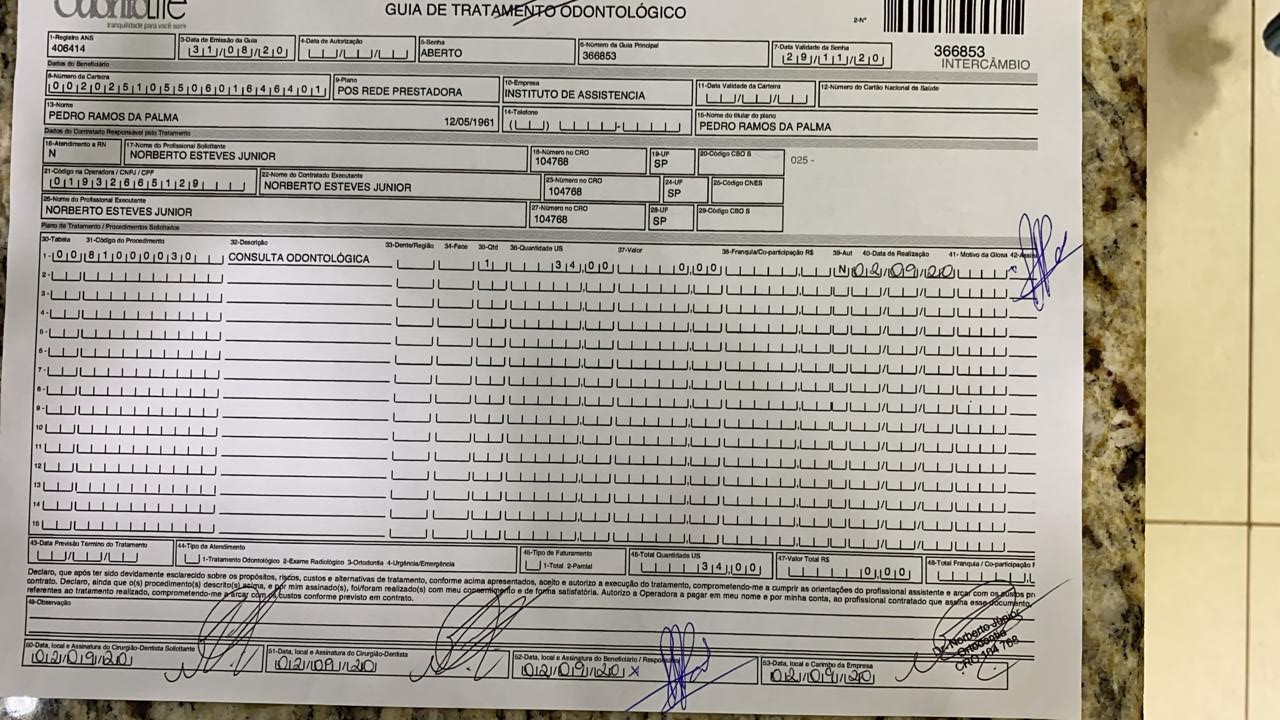 OdontoLife
tranquilidade para você sorrir
GUIA DE TRATAMENTO ODONTOLÓGICO
2-Nº
366853
INTERCÂMBIO
1-Registro ANS
406414
3-Data de Emissão da Guia
31/08/20
4-Data de Autorização
5-Senha
ABERTO
6-Número da Guia Principal
366853
7-Data Validade da Senha
29/11/20
Dados do Beneficiário
8-Número da Carteira
00202510550601646401
9-Plano
POS REDE PRESTADORA
10-Empresa
INSTITUTO DE ASSISTENCIA
11-Data Validade da Carteira
12-Número do Cartão Nacional de Saúde
13-Nome
PEDRO RAMOS DA PALMA 12/05/1961
14-Telefone
15-Nome do titular do plano
PEDRO RAMOS DA PALMA
Dados do Contratado Responsável pelo Tratamento
16-Atendimento a RN
N
17-Nome do Profissional Solicitante
NORBERTO ESTEVES JUNIOR
18-Número no CRO
104768
19-UF
SP
20-Código CBO S
025 -
21-Código na Operadora / CNPJ / CPF
01932665129
22-Nome do Contratado Executante
NORBERTO ESTEVES JUNIOR
23-Número no CRO
104768
24-UF
SP
25-Código CNES
26-Nome do Profissional Executante
NORBERTO ESTEVES JUNIOR
27-Número no CRO
104768
28-UF
SP
29-Código CBO S
Plano de Tratamento / Procedimentos Solicitados
30-Tabela 31-Código do Procedimento 32-Descrição 33-Dente/Região 34-Face 36-Qtd 36-Quantidade US 37-Valor 38-Franquia/Co-participação R$ 39-Aut 40-Data de Realização 41- Motivo da Glosa
1- 00 81000030 CONSULTA ODONTOLÓGICA 1 34,00 0,00 N 02/09/20
2-
3-
4-
5-
6-
7-
8-
9-
10
11
12
13
14
15
43-Data Previsão Término do Tratamento
44-Tipo de Atendimento
1-Tratamento Odontológico 2-Exame Radiológico 3-Ortodontia 4-Urgência/Emergência
45-Tipo de Faturamento
1-Total 2-Parcial
46-Total Quantidade US
34,00
47-Valor Total R$
0,00
48-Total Franquia / Co-participação
Declaro, que após ter sido devidamente esclarecido sobre os propósitos, riscos, custos e alternativas de tratamento, conforme acima apresentados, aceito e autorizo a execução do tratamento, comprometendo-me a cumprir as orientações do profissional assistente e arcar com os custos
contrato. Declaro, ainda que o(s) procedimento(s) descrito(s) acima, e por mim assinado(s), foi/foram realizado(s) com meu consentimento e de forma satisfatória. Autorizo a Operadora a pagar em meu nome e por minha conta, ao profissional contratado que assina esse documento,
referentes ao tratamento realizado, comprometendo-me a arcar com os custos conforme previsto em contrato.
49-Observação
50-Data, local e Assinatura do Cirurgião-Dentista Solicitante
02/09/20
51-Data, local e Assinatura do Cirurgião-Dentista
02/09/20
52-Data, local e Assinatura do Beneficiário / Responsável
02/09/20 x
53-Data, local e Carimbo da Empresa
02/09/20
Dr. Norberto Júnior
Ortodontia
CRO 104 768